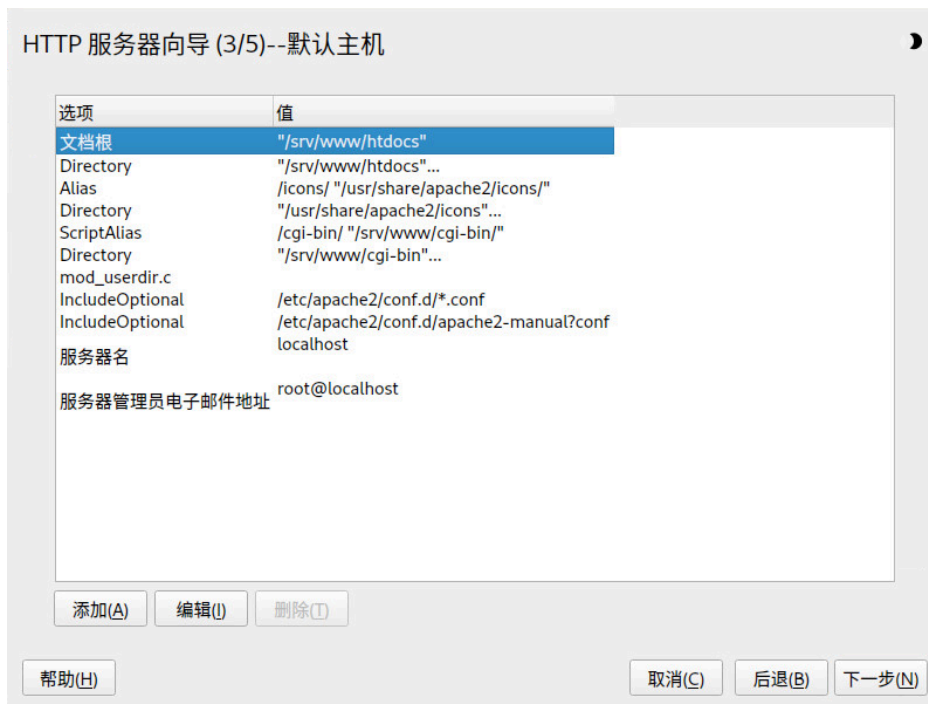 HTTP 服务器向导 (3/5)--默认主机
选项 值
文档根 "/srv/www/htdocs"
Directory "/srv/www/htdocs"...
Alias /icons/ "/usr/share/apache2/icons/"
Directory "/usr/share/apache2/icons"...
ScriptAlias /cgi-bin/ "/srv/www/cgi-bin/"
Directory "/srv/www/cgi-bin"...
mod_userdir.c
IncludeOptional /etc/apache2/conf.d/*.conf
IncludeOptional /etc/apache2/conf.d/apache2-manual?conf
服务器名 localhost
服务器管理员电子邮件地址 root@localhost
添加(A) 编辑(I) 删除(T)
帮助(H) 取消(C) 后退(B) 下一步(N)